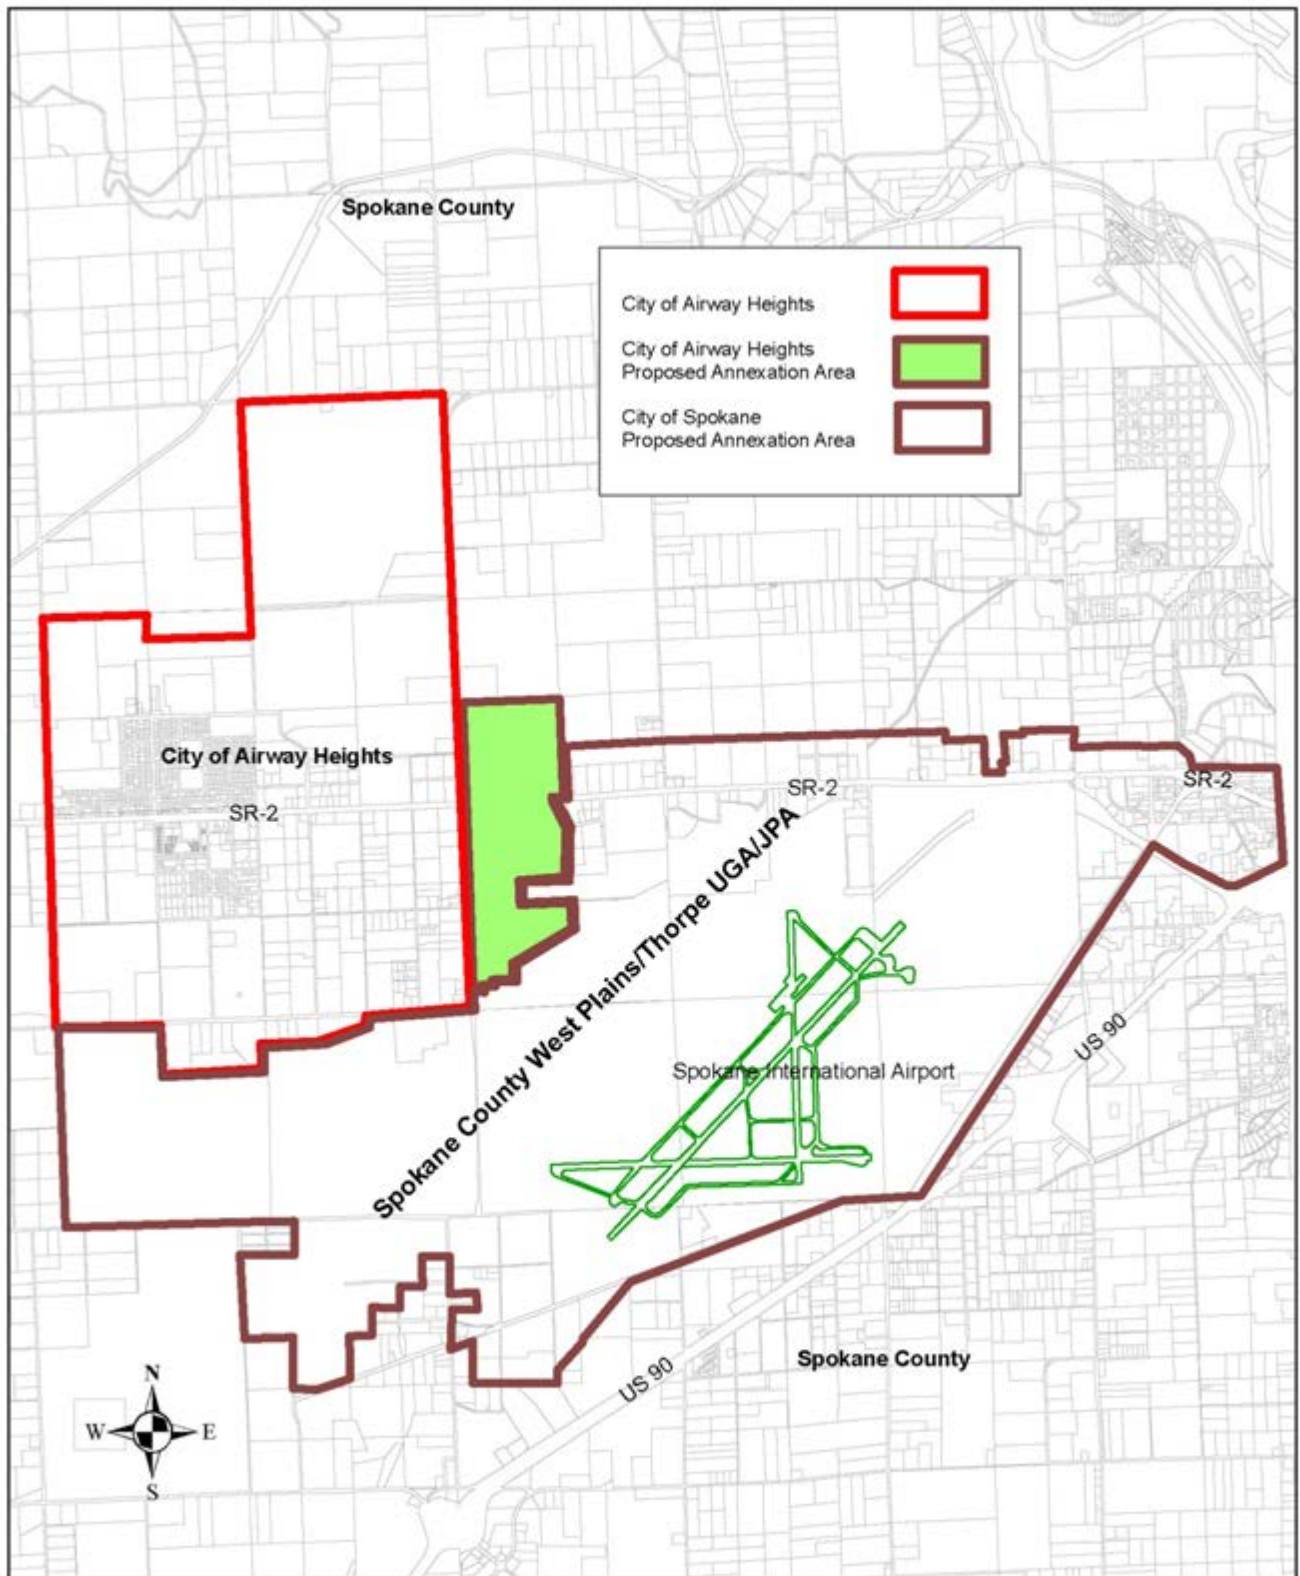 Spokane County
City of Airway Heights
City of Airway Heights
Proposed Annexation Area
City of Spokane
Proposed Annexation Area
City of Airway Heights
SR-2
SR-2
SR-2
Spokane County West Plains/Thorpe UGA/JPA
US 90
Spokane International Airport
Spokane County
US 90
N
W
E
S